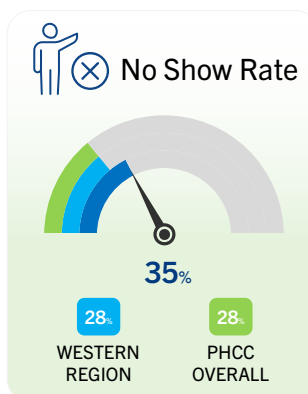 No Show Rate
35%
28%
28%
WESTERN
REGION
PHCC
OVERALL